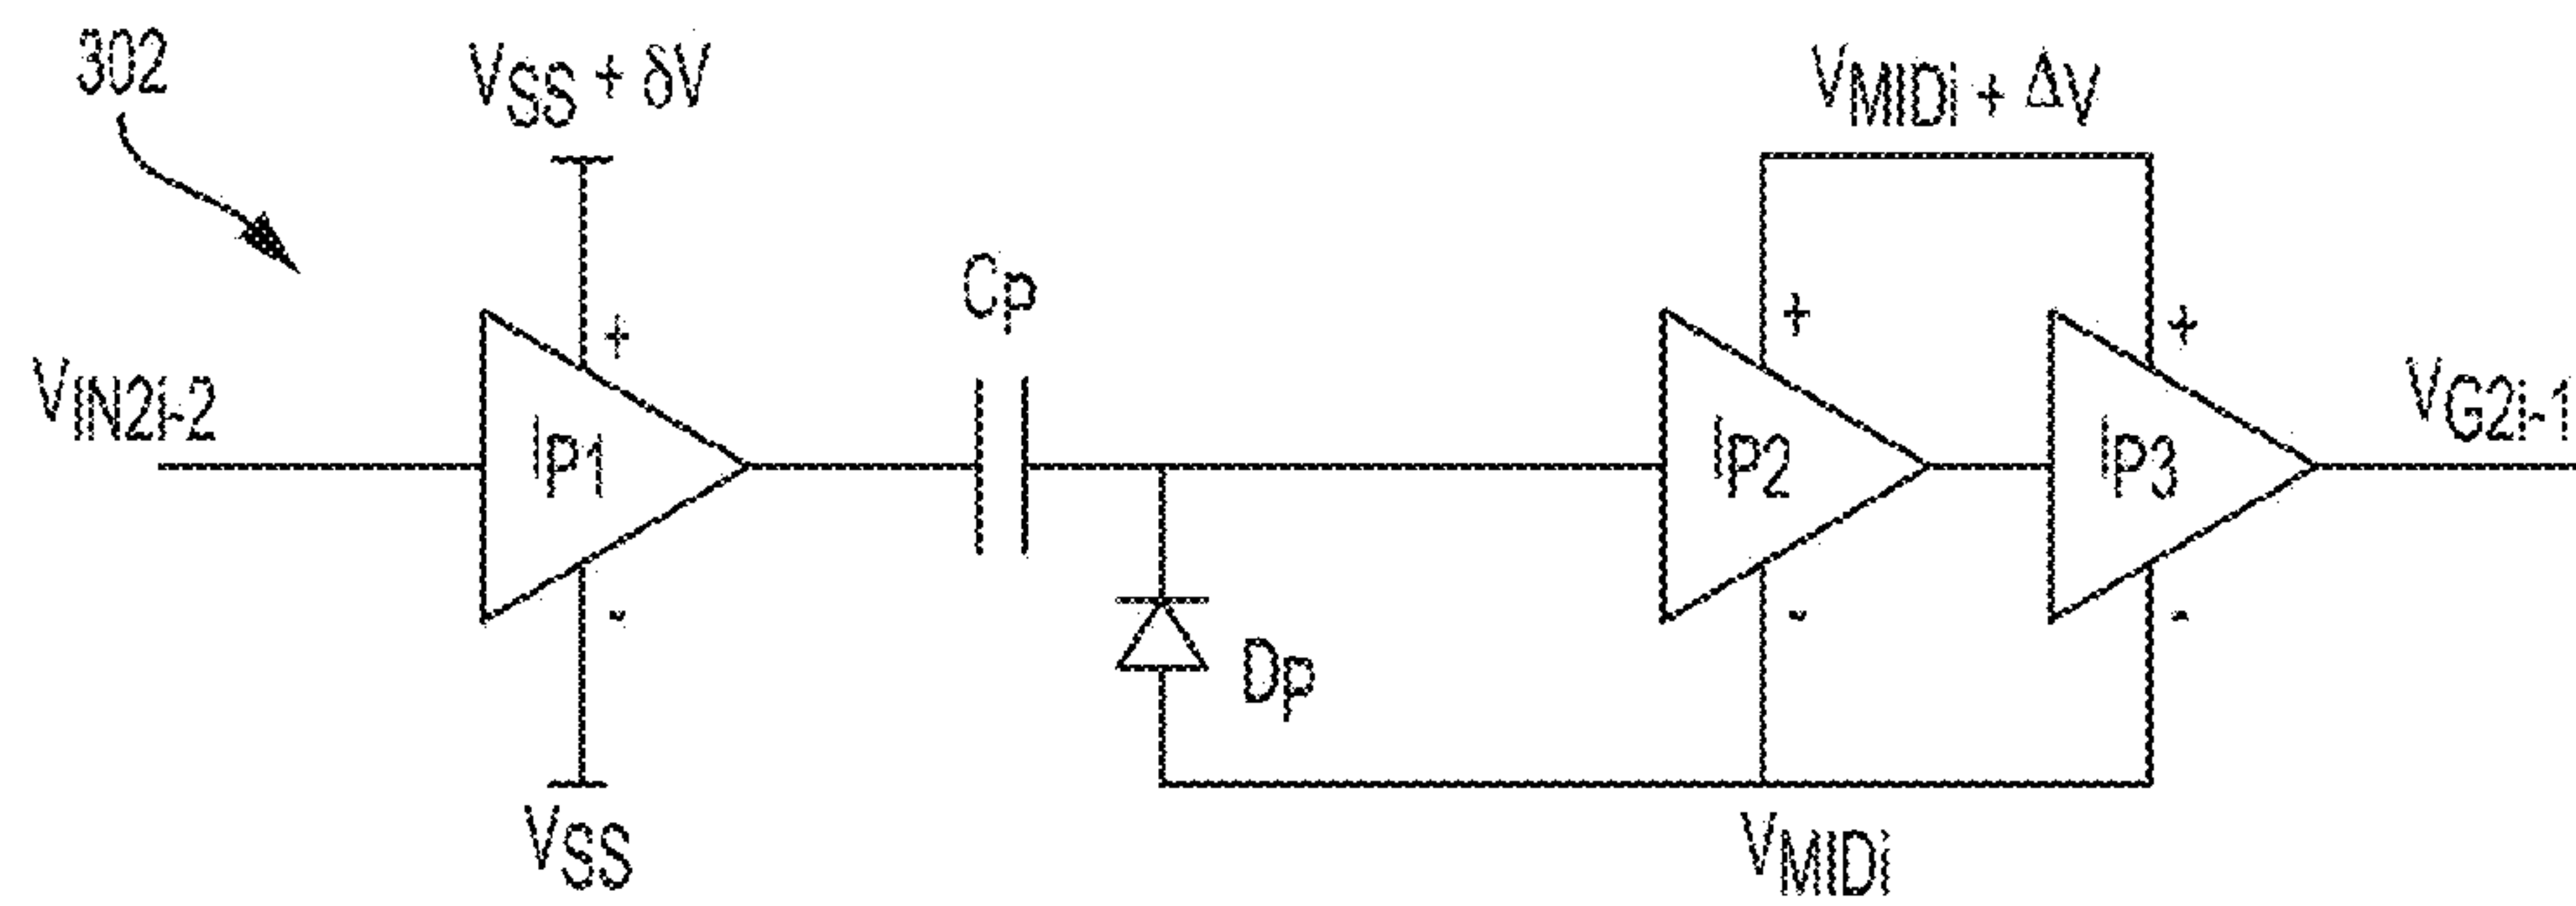 302
VSS + δV
VMIDi + ΔV
CP
+
+
+
VIN2i-2
IP1
IP2
IP3
VG2i-1
-
-
-
DP
VSS
VMIDi